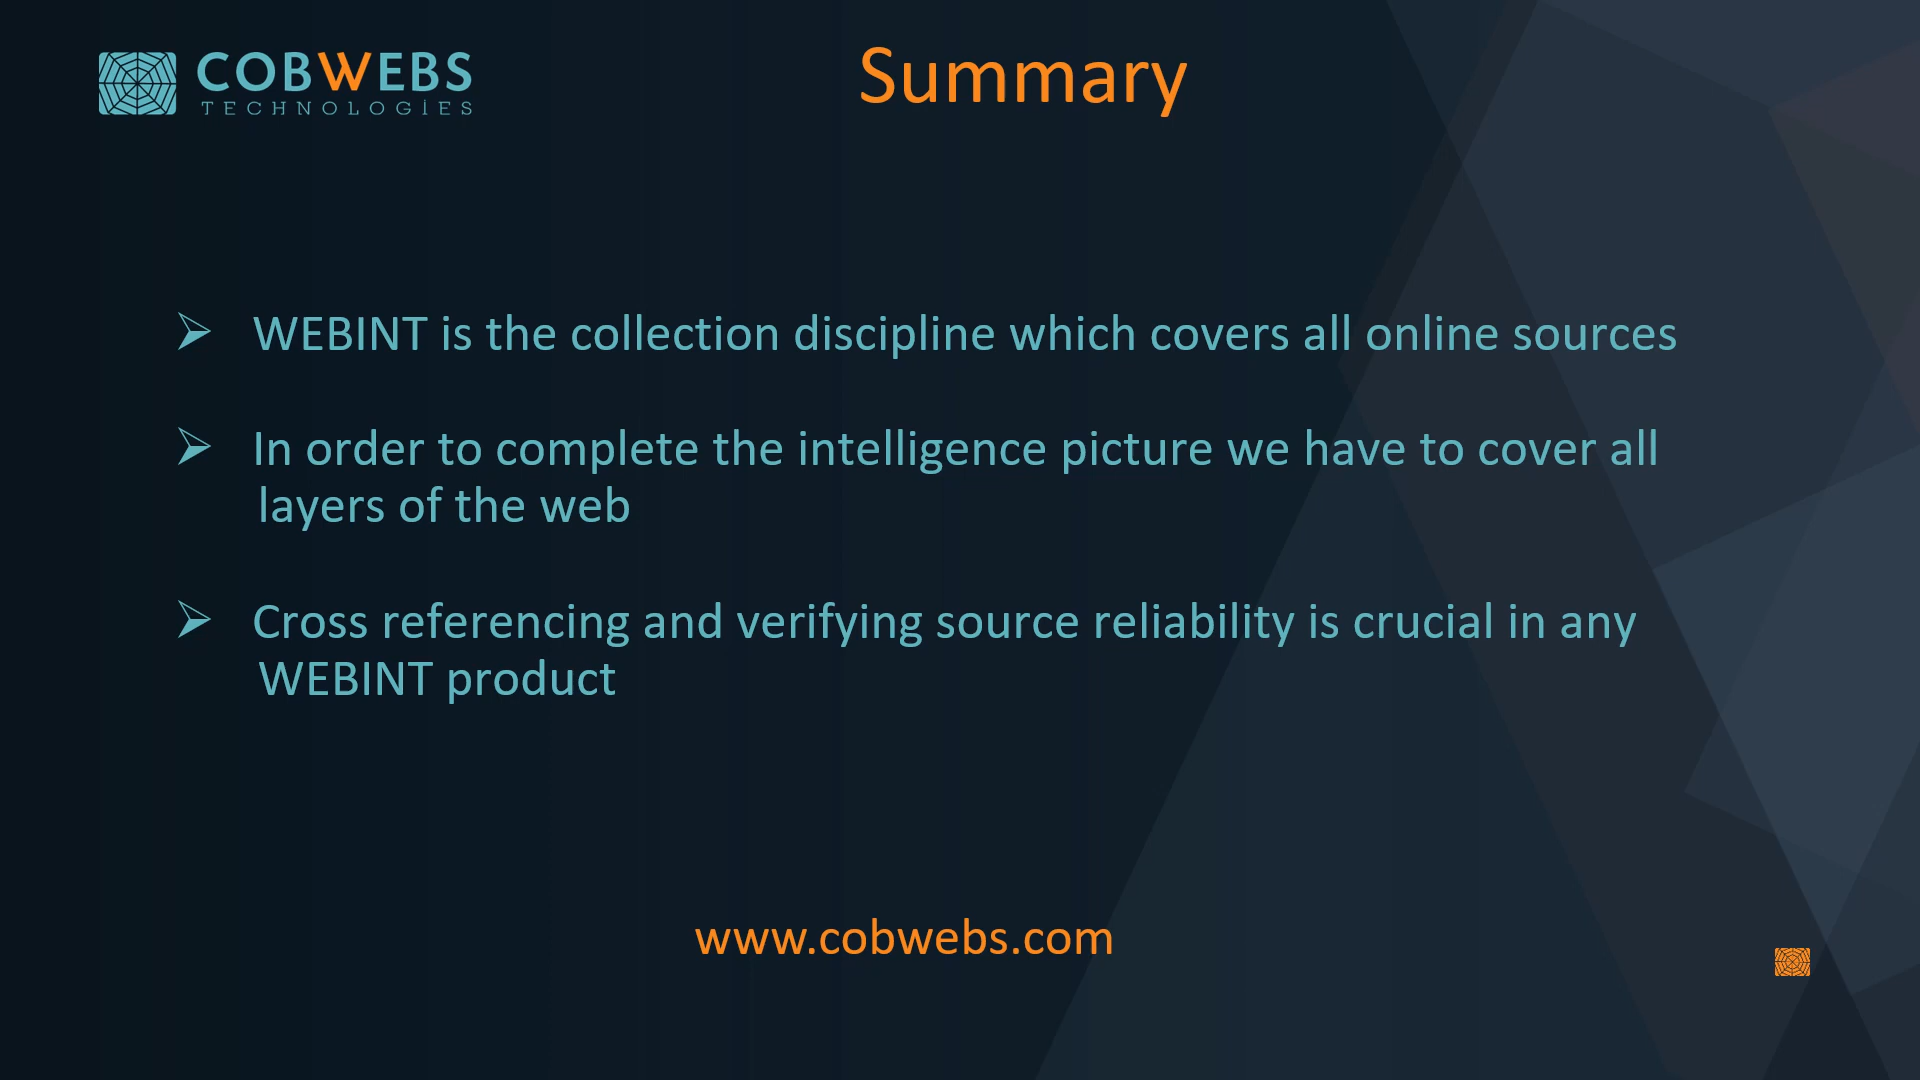 COBWEBS
TECHNOLOGIES
Summary
➢ WEBINT is the collection discipline which covers all online sources
➢ In order to complete the intelligence picture we have to cover all
layers of the web
➢ Cross referencing and verifying source reliability is crucial in any
WEBINT product
www.cobwebs.com